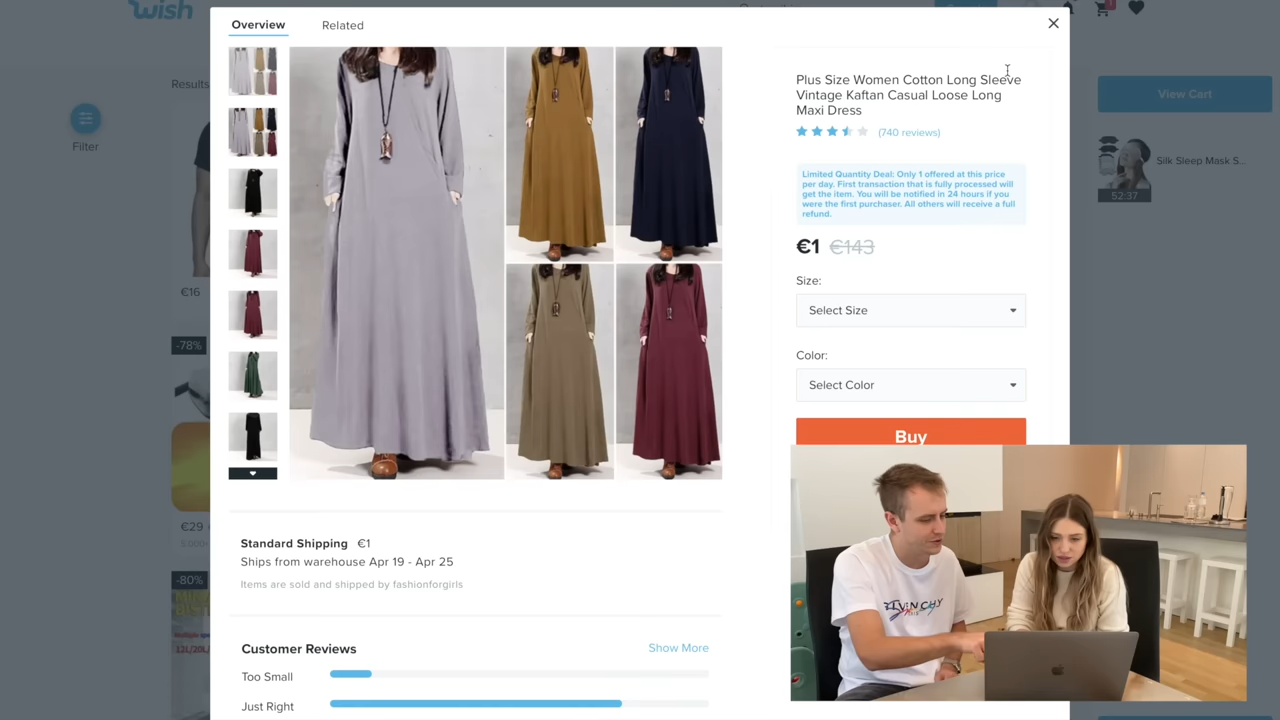 wish
Overview
Related
Results
View Cart
Filter
Silk Sleep Mask S...
52:37
Plus Size Women Cotton Long Sleeve
Vintage Kaftan Casual Loose Long
Maxi Dress
(740 reviews)
Limited Quantity Deal: Only 1 offered at this price
per day. First transaction that is fully processed will
get the item. You will be notified in 24 hours if you
were the first purchaser. All others will receive a full
refund.
€1 €143
€16
Size:
Select Size
-78%
Color:
Select Color
Buy
€29
-80%
Standard Shipping €1
Ships from warehouse Apr 19 - Apr 25
Items are sold and shipped by fashionforgirls
Customer Reviews
Show More
Too Small
Just Right